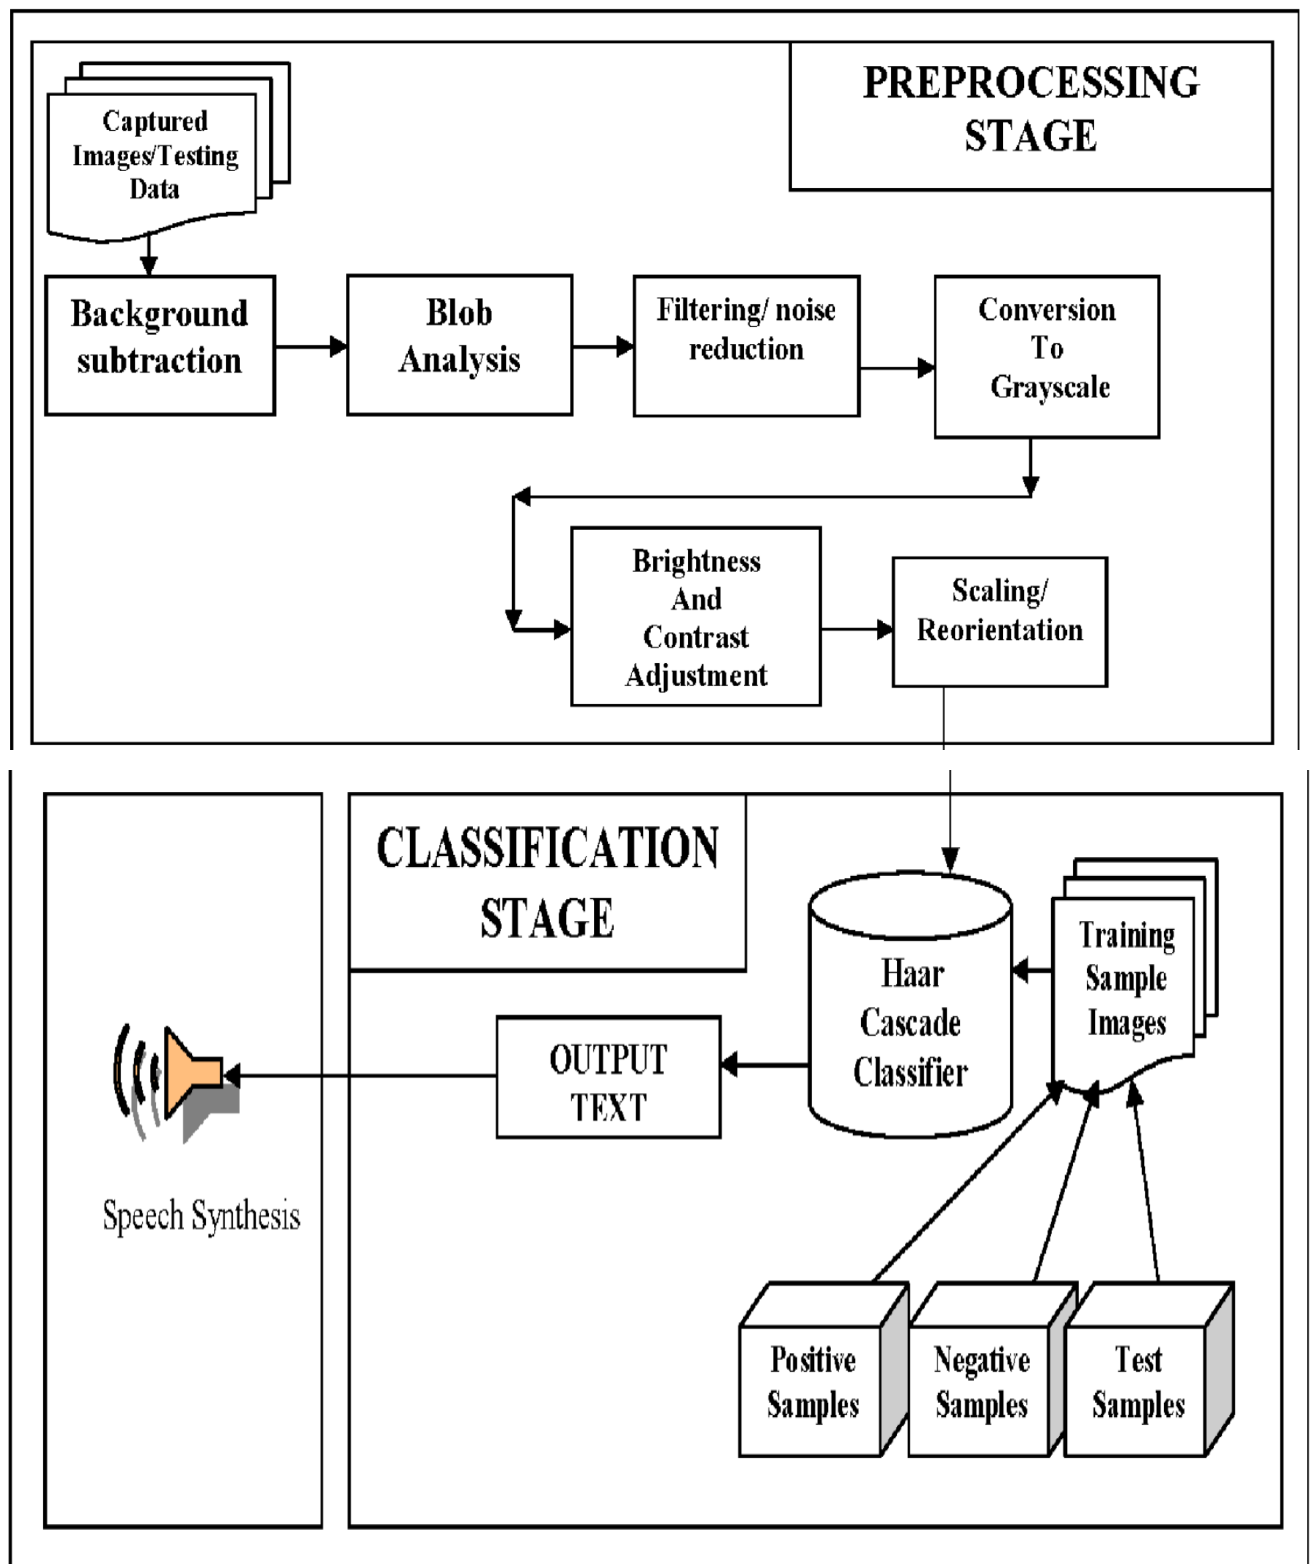 PREPROCESSING
STAGE
Captured
Images/Testing
Data
Background
subtraction
Blob
Analysis
Filtering/ noise
reduction
Conversion
To
Grayscale
Brightness
And
Contrast
Adjustment
Scaling/
Reorientation
CLASSIFICATION
STAGE
Haar
Cascade
Classifier
Training
Sample
Images
OUTPUT
TEXT
Speech Synthesis
Positive
Samples
Negative
Samples
Test
Samples